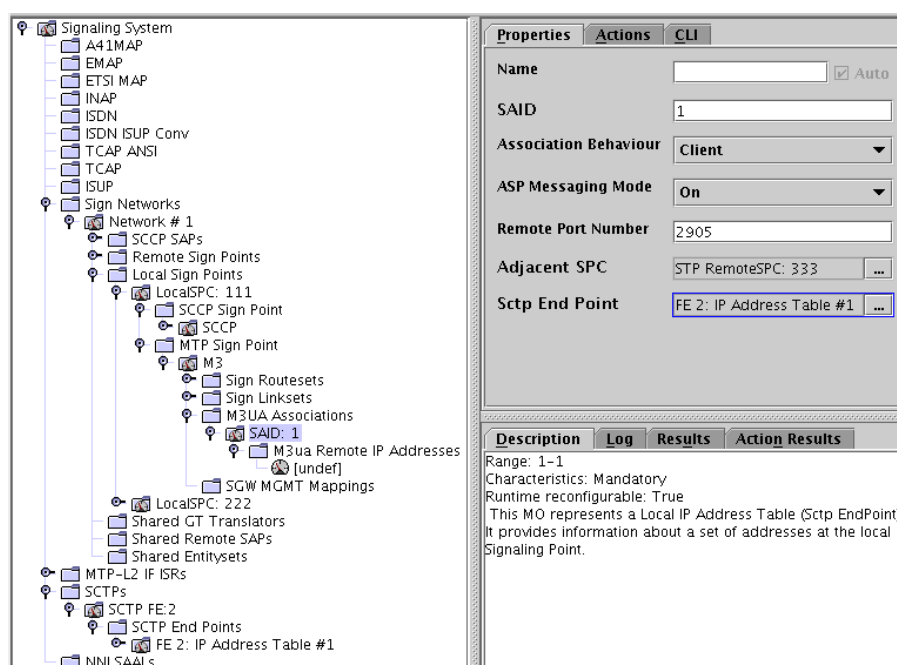 Signaling System
A41MAP
EMAP
ETSI MAP
INAP
ISDN
ISDN ISUP Conv
TCAP ANSI
TCAP
ISUP
Sign Networks
Network # 1
SCCP SAPs
Remote Sign Points
Local Sign Points
LocalSPC: 111
SCCP Sign Point
SCCP
MTP Sign Point
M3
Sign Routesets
Sign Linksets
M3UA Associations
SAID: 1
M3ua Remote IP Addresses
[undef]
SGW MGMT Mappings
LocalSPC: 222
Shared GT Translators
Shared Remote SAPs
Shared Entitysets
MTP-L2 IF ISRs
SCTPs
SCTP FE:2
SCTP End Points
FE 2: IP Address Table #1
NNI SAALs
Properties Actions CLI
Name Auto
SAID 1
Association Behaviour Client
ASP Messaging Mode On
Remote Port Number 2905
Adjacent SPC STP RemoteSPC: 333 ...
Sctp End Point FE 2: IP Address Table #1 ...
Description Log Results Action Results
Range: 1-1
Characteristics: Mandatory
Runtime reconfigurable: True
This MO represents a Local IP Address Table (Sctp EndPoint)
It provides information about a set of addresses at the local
Signaling Point.